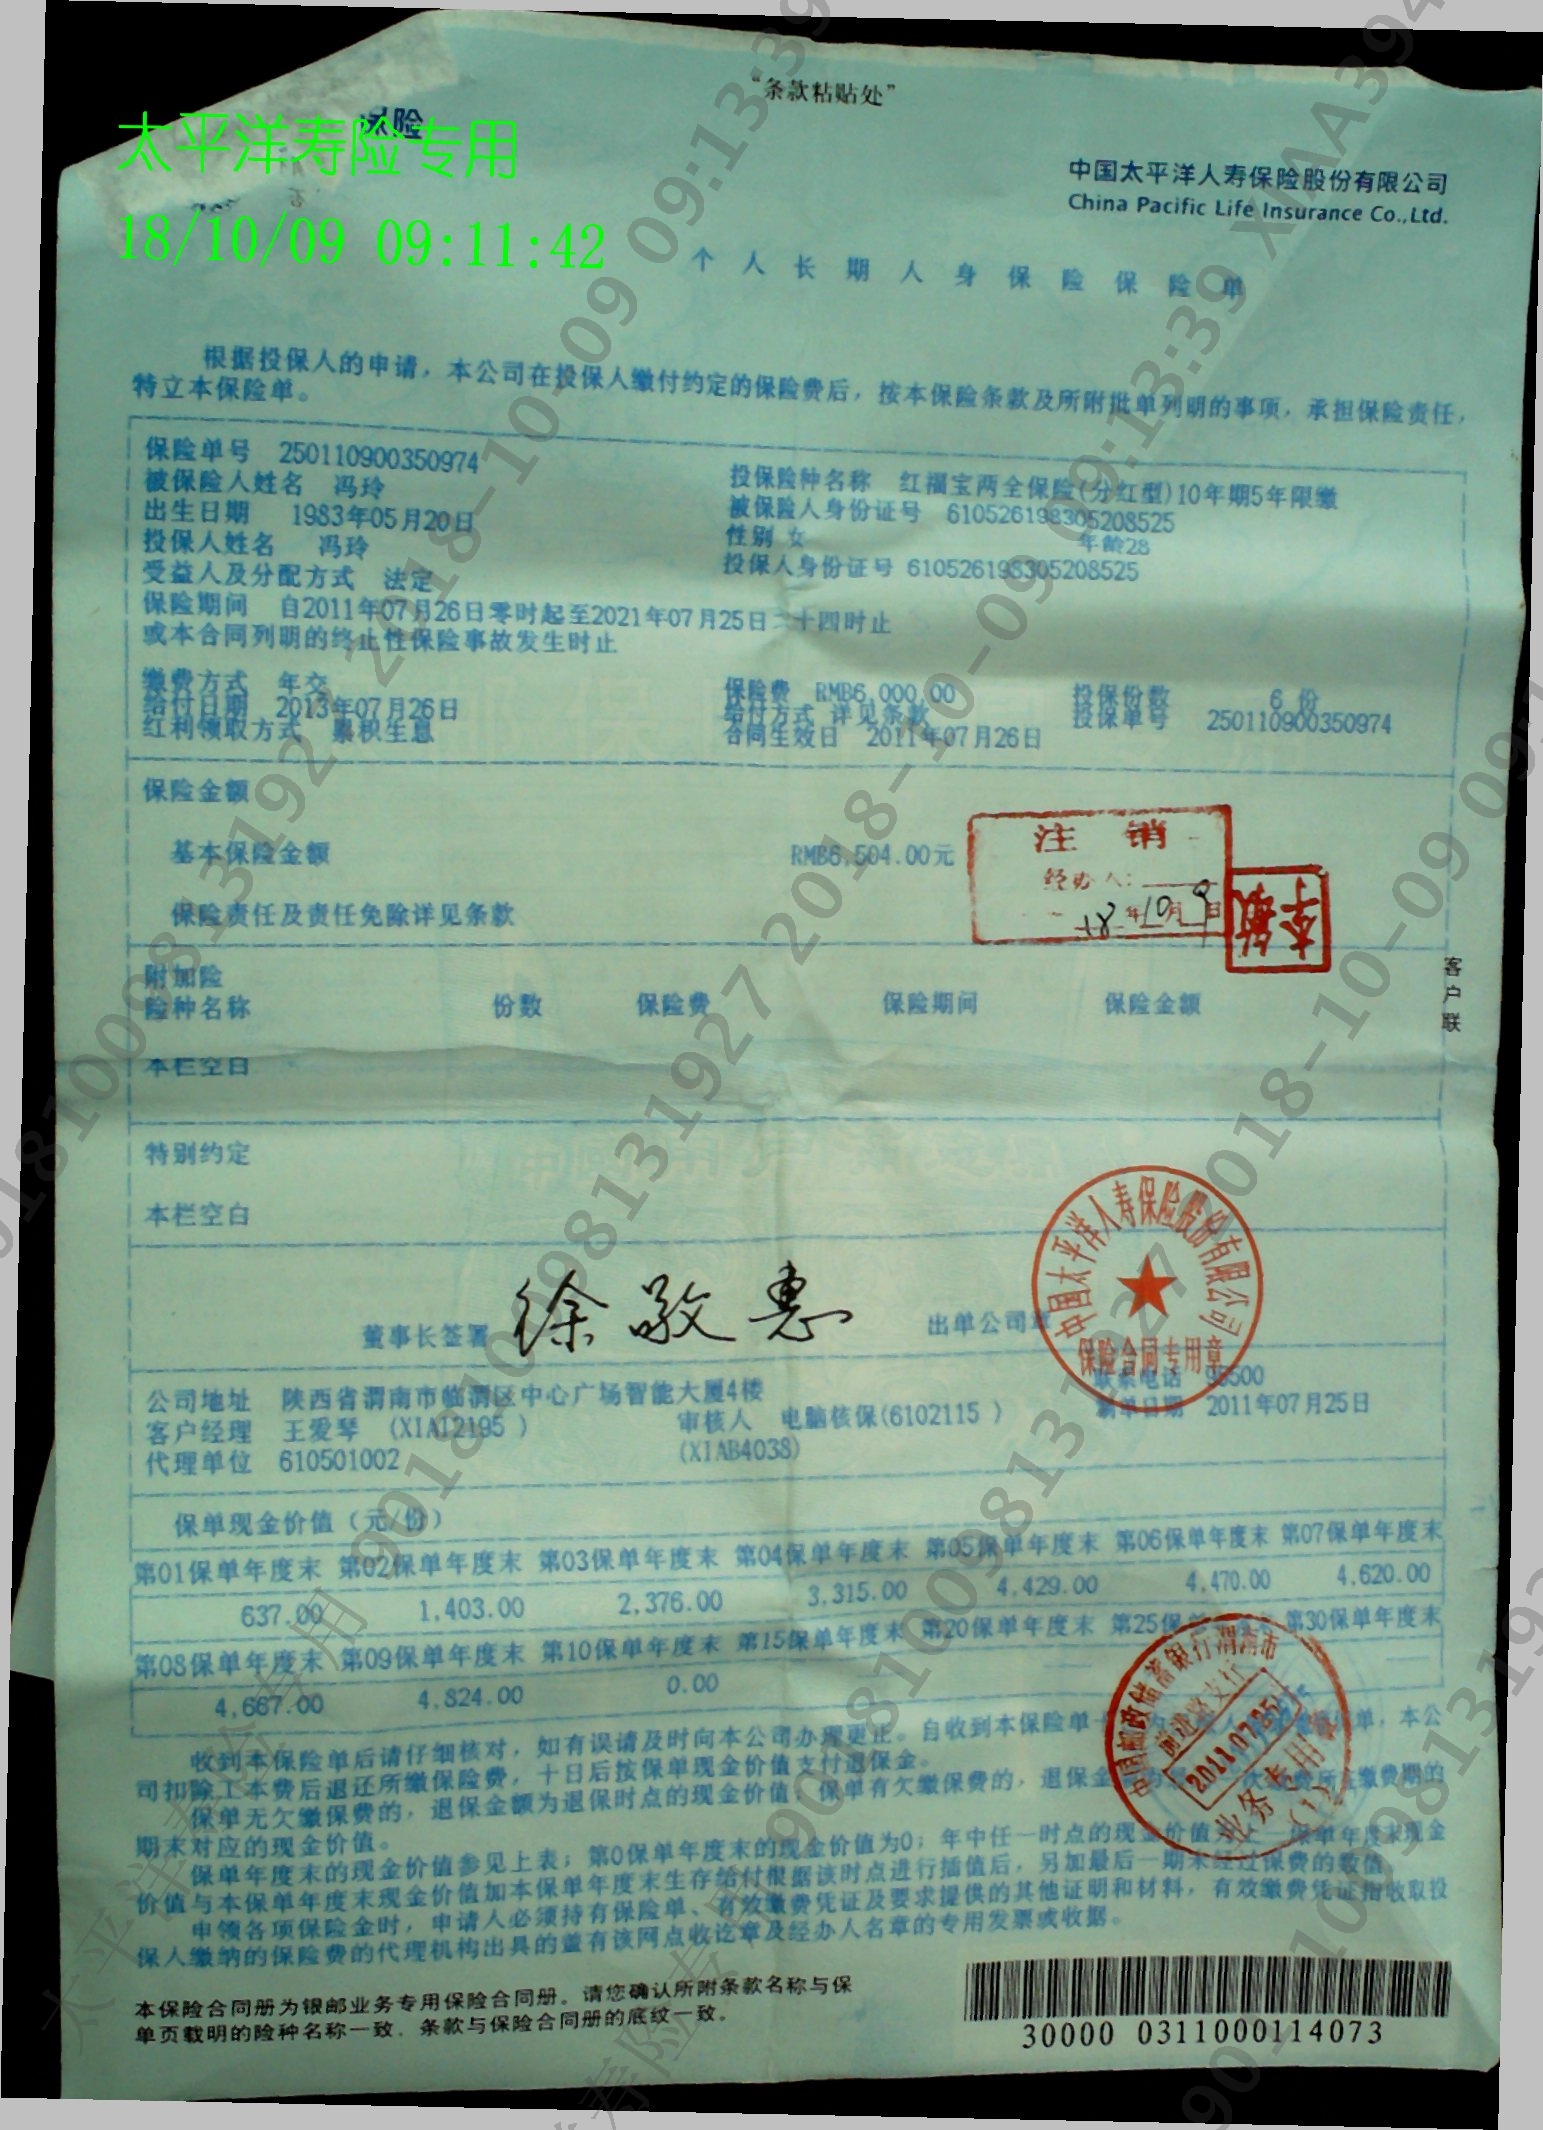 “条款粘贴处”
保险
太平洋寿险专用
18/10/09 09:11:42
中国太平洋人寿保险股份有限公司
China Pacific Life Insurance Co.,Ltd.
个人长期人身保险保险单
根据投保人的申请，本公司在投保人缴付约定的保险费后，按本保险条款及所附批单列明的事项，承担保险责任，
特立本保险单。
保险单号 250110900350974
投保险种名称 红福宝两全保险(分红型)10年期5年限缴
被保险人姓名 冯玲
被保险人身份证号 610526198305208525
出生日期 1983年05月20日
性别 女 年龄28
投保人姓名 冯玲
投保人身份证号 610526198305208525
受益人及分配方式 法定
保险期间 自2011年07月26日零时起至2021年07月25日二十四时止
或本合同列明的终止性保险事故发生时止
缴费方式 年交 保险费 RMB6,000.00 投保份数 6 份
给付日期 2013年07月26日 给付方式 详见条款 投保单号 250110900350974
红利领取方式 累积生息 合同生效日 2011年07月26日
保险金额
基本保险金额 RMB6,504.00元
保险责任及责任免除详见条款
注 销
经办人:
18年10月9日
李敏
附加险
险种名称 份数 保险费 保险期间 保险金额
客户联
本栏空白
特别约定
本栏空白
董事长签署 徐敬惠 出单公司章
中国太平洋人寿保险股份有限公司
保险合同专用章
公司地址 陕西省渭南市临渭区中心广场智能大厦4楼 联系电话 95500
客户经理 王爱琴 (XIAI2195 ) 审核人 电脑核保(6102115 ) 制单日期 2011年07月25日
代理单位 610501002 (XIAB4038)
保单现金价值（元/份）
第01保单年度末 第02保单年度末 第03保单年度末 第04保单年度末 第05保单年度末 第06保单年度末 第07保单年度末
637.00 1,403.00 2,376.00 3,315.00 4,429.00 4,470.00 4,620.00
第08保单年度末 第09保单年度末 第10保单年度末 第15保单年度末 第20保单年度末 第25保单年度末 第30保单年度末
4,667.00 4,824.00 0.00
中国邮政储蓄银行渭南市
前进路支行
2011.07.25
业务专用章
(1)
收到本保险单后请仔细核对，如有误请及时向本公司办理更正。自收到本保险单 单，本公
司扣除工本费后退还所缴保险费，十日后按保单现金价值支付退保金。
保单无欠缴保费的，退保金额为退保时点的现金价值；保单有欠缴保费的，退保金 所在缴费期的
期末对应的现金价值。
保单年度末的现金价值参见上表；第0保单年度末的现金价值为0；年中任一时点的现金价值为上一保单年度末现金
价值与本保单年度末现金价值加本保单年度末生存给付根据该时点进行插值后，另加最后一期未经过保费的数值。
申领各项保险金时，申请人必须持有保险单、有效缴费凭证及要求提供的其他证明和材料，有效缴费凭证指收取投
保人缴纳的保险费的代理机构出具的盖有该网点收讫章及经办人名章的专用发票或收据。
本保险合同册为银邮业务专用保险合同册。请您确认所附条款名称与保
单页载明的险种名称一致，条款与保险合同册的底纹一致。
30000 0311000114073
太平洋寿险专用 901810098131927 2018-10-09 09:13:39 XIAA394